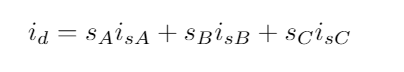 $i_d = s_A i_{sA} + s_B i_{sB} + s_C i_{sC}$